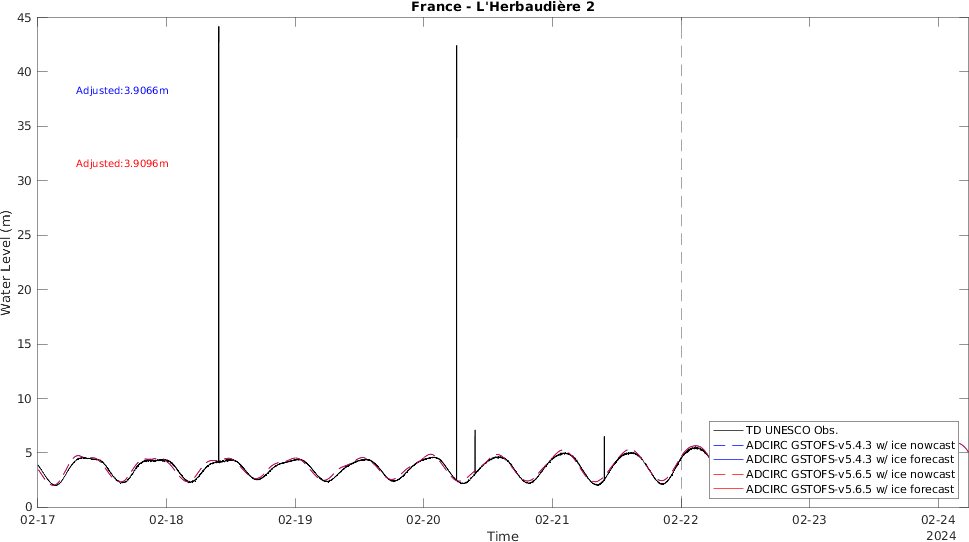 France - L'Herbaudière 2
45
40
35
30
25
20
15
10
5
0
Water Level (m)
Adjusted:3.9066m
Adjusted:3.9096m
TD UNESCO Obs.
ADCIRC GSTOFS-v5.4.3 w/ ice nowcast
ADCIRC GSTOFS-v5.4.3 w/ ice forecast
ADCIRC GSTOFS-v5.6.5 w/ ice nowcast
ADCIRC GSTOFS-v5.6.5 w/ ice forecast
02-17 02-18 02-19 02-20 02-21 02-22 02-23 02-24
Time
2024